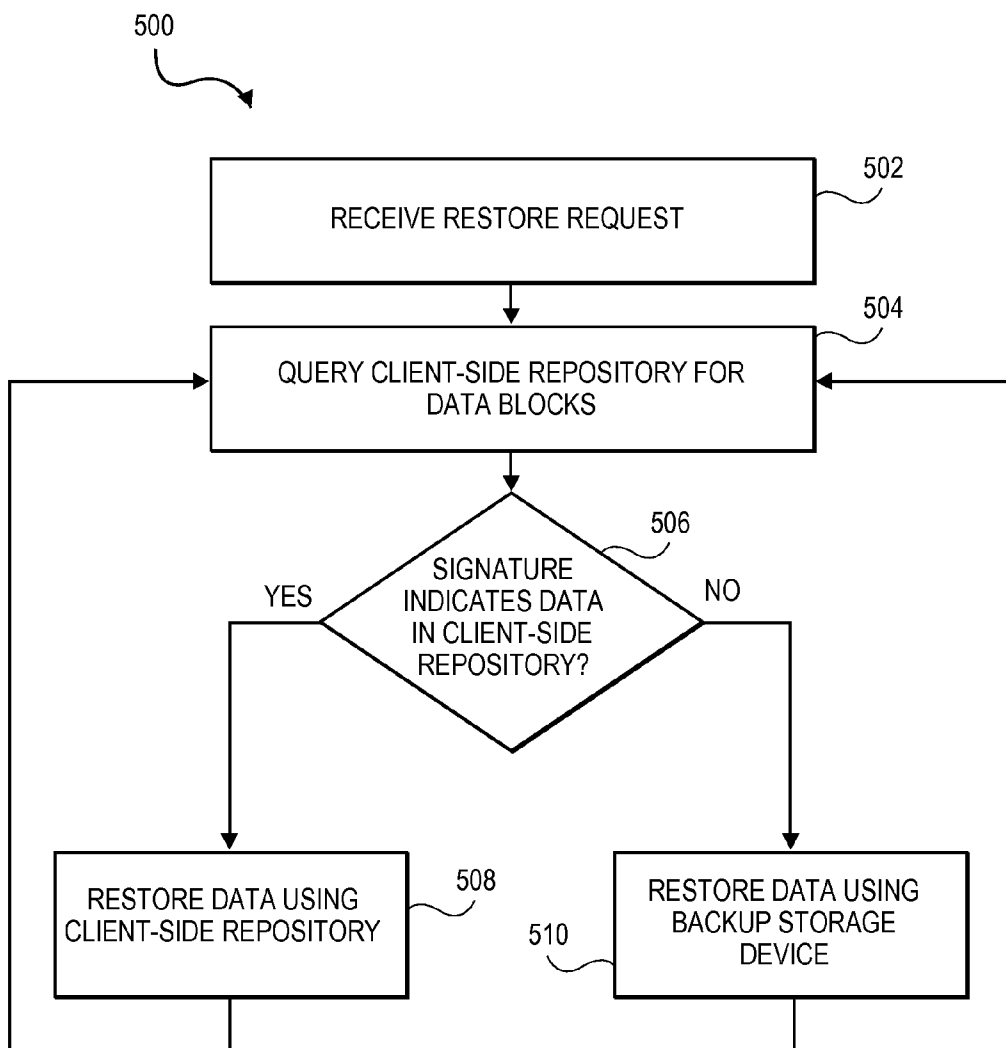 500
502
RECEIVE RESTORE REQUEST
504
QUERY CLIENT-SIDE REPOSITORY FOR
DATA BLOCKS
506
SIGNATURE
INDICATES DATA
IN CLIENT-SIDE
REPOSITORY?
YES
NO
RESTORE DATA USING
CLIENT-SIDE REPOSITORY
508
RESTORE DATA USING
BACKUP STORAGE
DEVICE
510